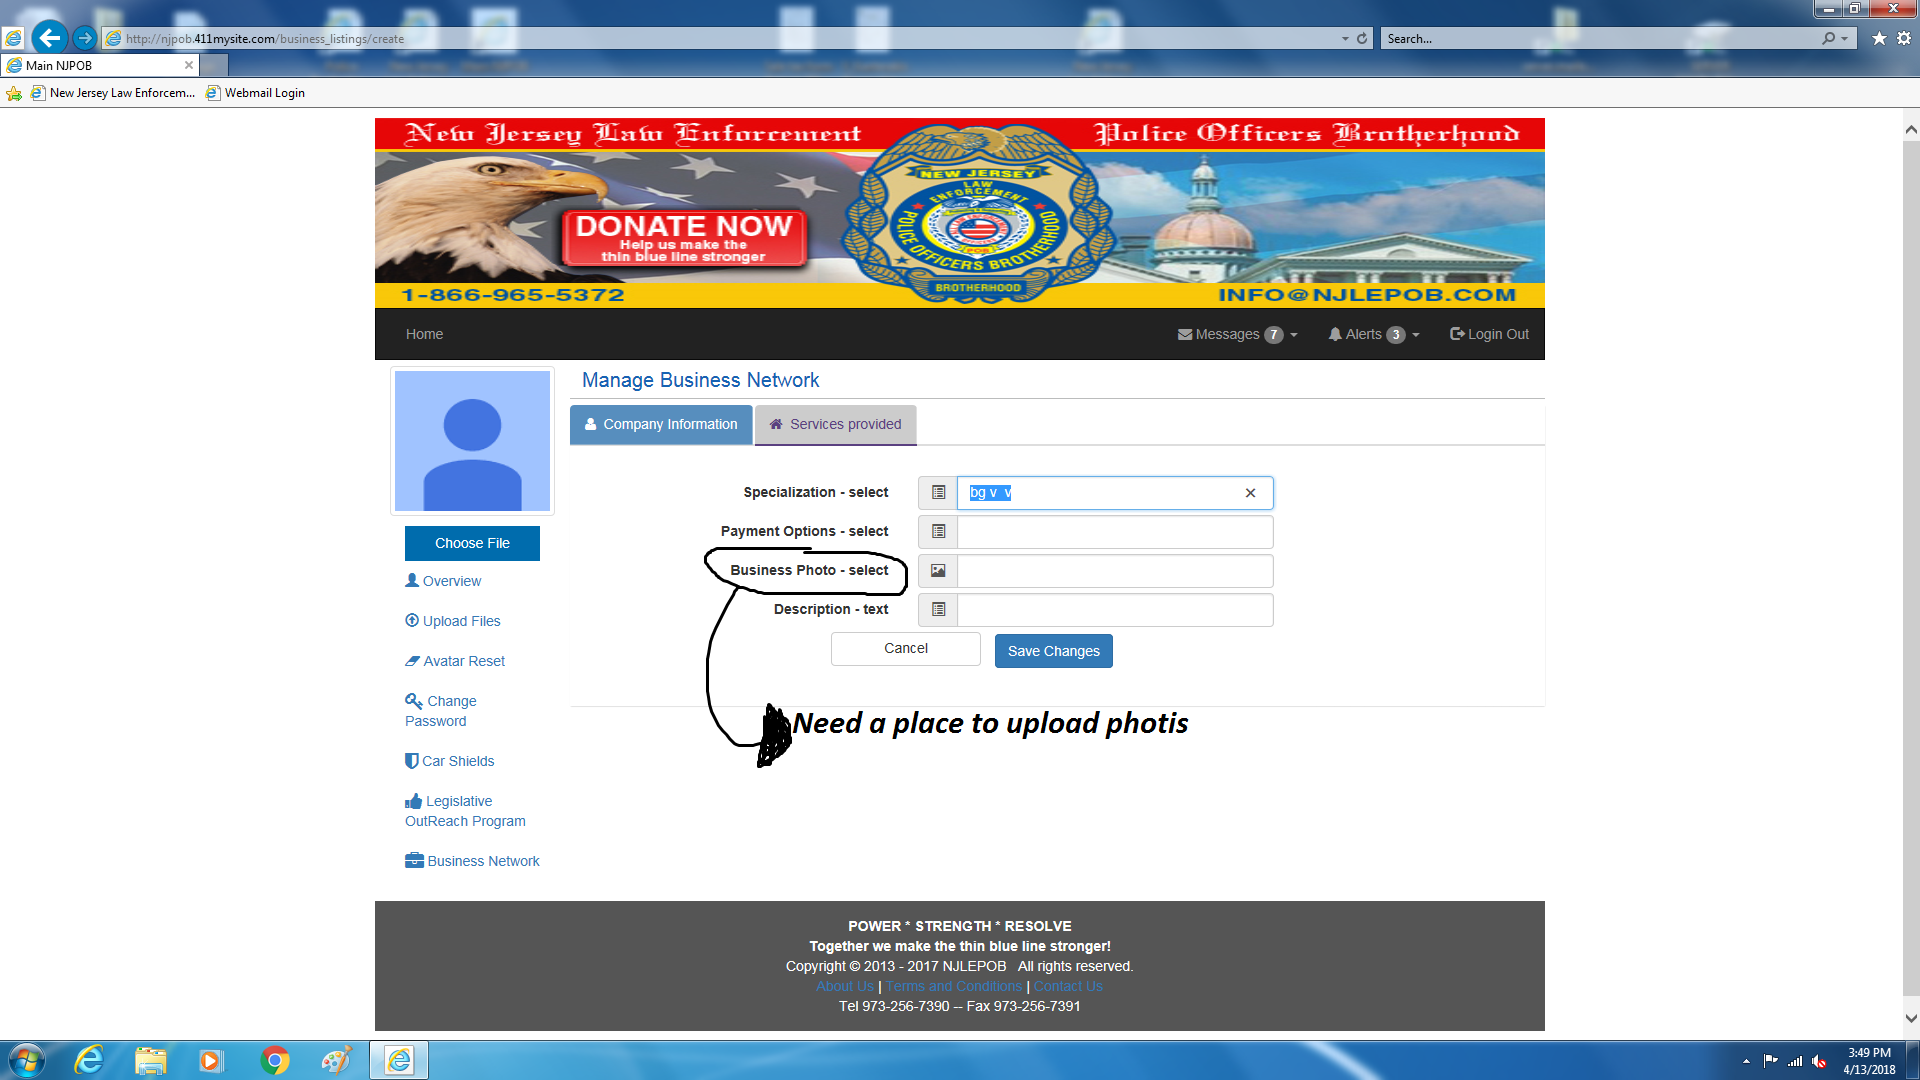 http://njpob.411mysite.com/business_listings/create
Search...
Main NJPOB
New Jersey Law Enforcem...
Webmail Login
New Jersey Law Enforcement
Police Officers Brotherhood
DONATE NOW
Help us make the
thin blue line stronger
NEW JERSEY
LAW
ENFORCEMENT
POLICE OFFICERS BROTHERHOOD
BROTHERHOOD
1-866-965-5372
INFO@NJLEPOB.COM
Home
Messages 7
Alerts 3
Login Out
Manage Business Network
Company Information
Services provided
Specialization - select
bg v v
Payment Options - select
Business Photo - select
Description - text
Cancel
Save Changes
Need a place to upload photis
Choose File
Overview
Upload Files
Avatar Reset
Change
Password
Car Shields
Legislative
OutReach Program
Business Network
POWER * STRENGTH * RESOLVE
Together we make the thin blue line stronger!
Copyright © 2013 - 2017 NJLEPOB All rights reserved.
About Us | Terms and Conditions | Contact Us
Tel 973-256-7390 -- Fax 973-256-7391
3:49 PM
4/13/2018